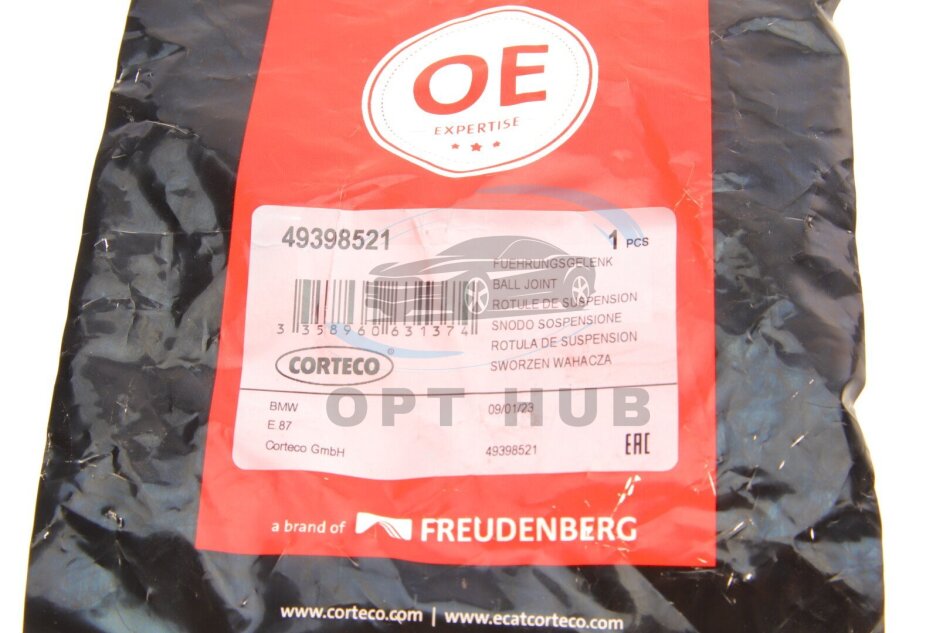 OE
EXPERTISE
49398521
1 PCS
FUEHRUNGSGELENK
BALL JOINT
ROTULE DE SUSPENSION
SNODO SOSPENSIONE
ROTULA DE SUSPENSION
SWORZEN WAHACZA
3 358960 631374
CORTECO®
OPT HUB
BMW
09/01/23
E 87
Corteco GmbH
49398521
EAC
a brand of FREUDENBERG
www.corteco.com | www.ecatcorteco.com